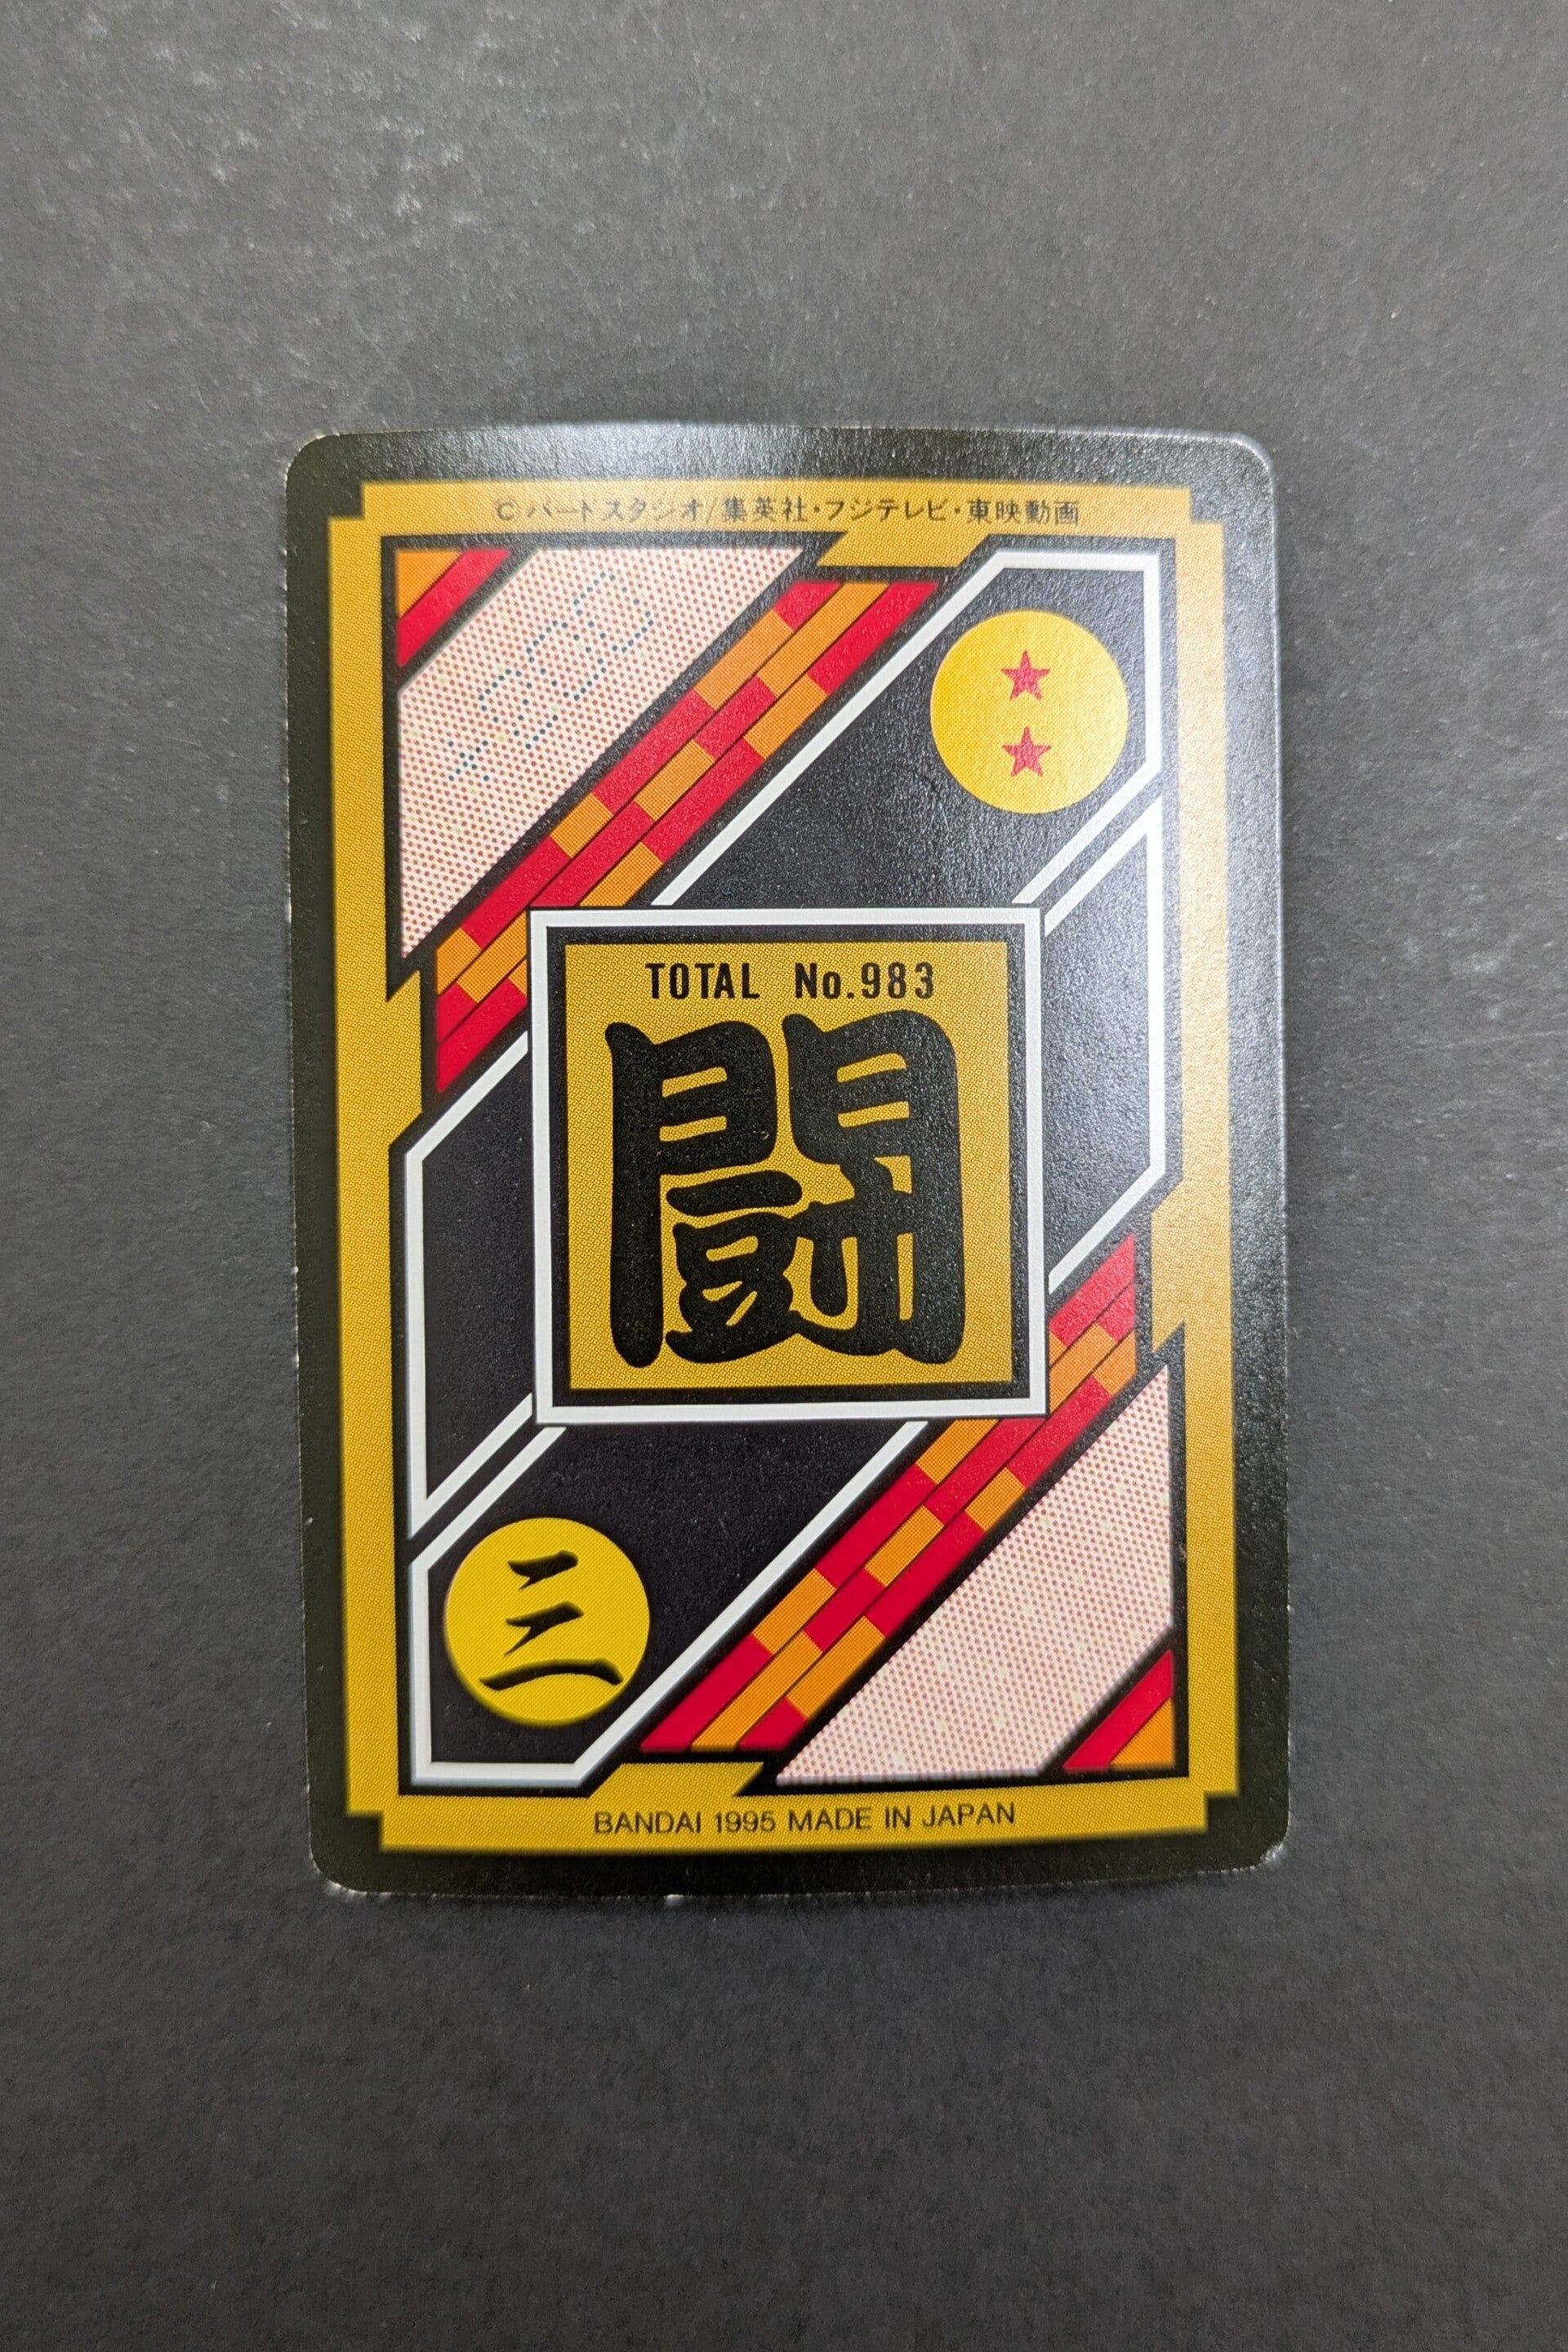 ©バードスタジオ/集英社・フジテレビ・東映動画
+200
TOTAL No.983
闘
三
BANDAI 1995 MADE IN JAPAN